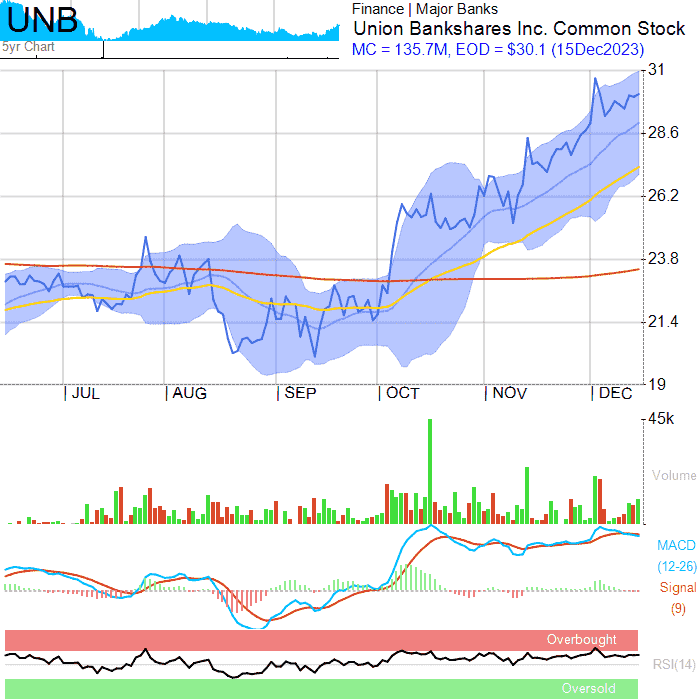 UNB
5yr Chart
Finance | Major Banks
Union Bankshares Inc. Common Stock
MC = 135.7M, EOD = $30.1 (15Dec2023)
31
28.6
26.2
23.8
21.4
19
| JUL | AUG | SEP | OCT | NOV | DEC
45k
Volume
MACD
(12-26)
Signal
(9)
Overbought
RSI(14)
Oversold